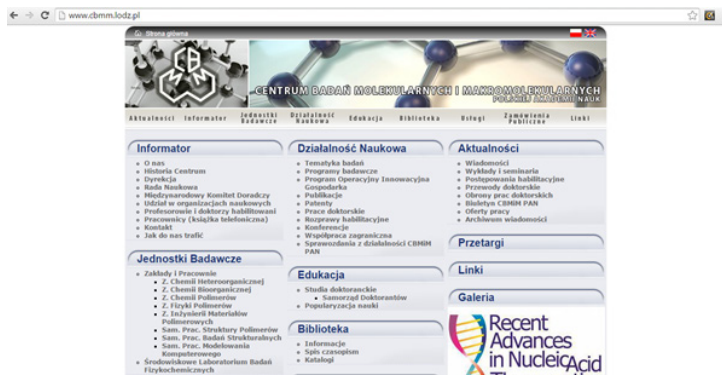 www.cbmm.lodz.pl
Strona główna
CBMM
CENTRUM BADAŃ MOLEKULARNYCH I MAKROMOLEKULARNYCH
POLSKIEJ AKADEMII NAUK
Aktualności
Informator
Jednostki
Badawcze
Działalność
Naukowa
Edukacja
Biblioteka
Usługi
Zamówienia
Publiczne
Linki
Informator
O nas
Historia Centrum
Dyrekcja
Rada Naukowa
Międzynarodowy Komitet Doradczy
Udział w organizacjach naukowych
Profesorowie i doktorzy habilitowani
Pracownicy (książka telefoniczna)
Kontakt
Jak do nas trafić
Jednostki Badawcze
Zakłady i Pracownie
Z. Chemii Heteroorganicznej
Z. Chemii Bioorganicznej
Z. Chemii Polimerów
Z. Fizyki Polimerów
Z. Inżynierii Materiałów
Polimerowych
Sam. Prac. Struktury Polimerów
Sam. Prac. Badań Strukturalnych
Sam. Prac. Modelowania
Komputerowego
Środowiskowe Laboratorium Badań
Fizykochemicznych
Działalność Naukowa
Tematyka badań
Programy badawcze
Program Operacyjny Innowacyjna
Gospodarka
Publikacje
Patenty
Prace doktorskie
Rozprawy habilitacyjne
Konferencje
Współpraca zagraniczna
Sprawozdania z działalności CBMiM
PAN
Edukacja
Studia doktoranckie
Samorząd Doktorantów
Popularyzacja nauki
Biblioteka
Informacje
Spis czasopism
Katalogi
Aktualności
Wiadomości
Wykłady i seminaria
Postępowania habilitacyjne
Przewody doktorskie
Obrony prac doktorskich
Biuletyn CBMiM PAN
Oferty pracy
Archiwum wiadomości
Przetargi
Linki
Galeria
Recent
Advances
in Nucleic Acid